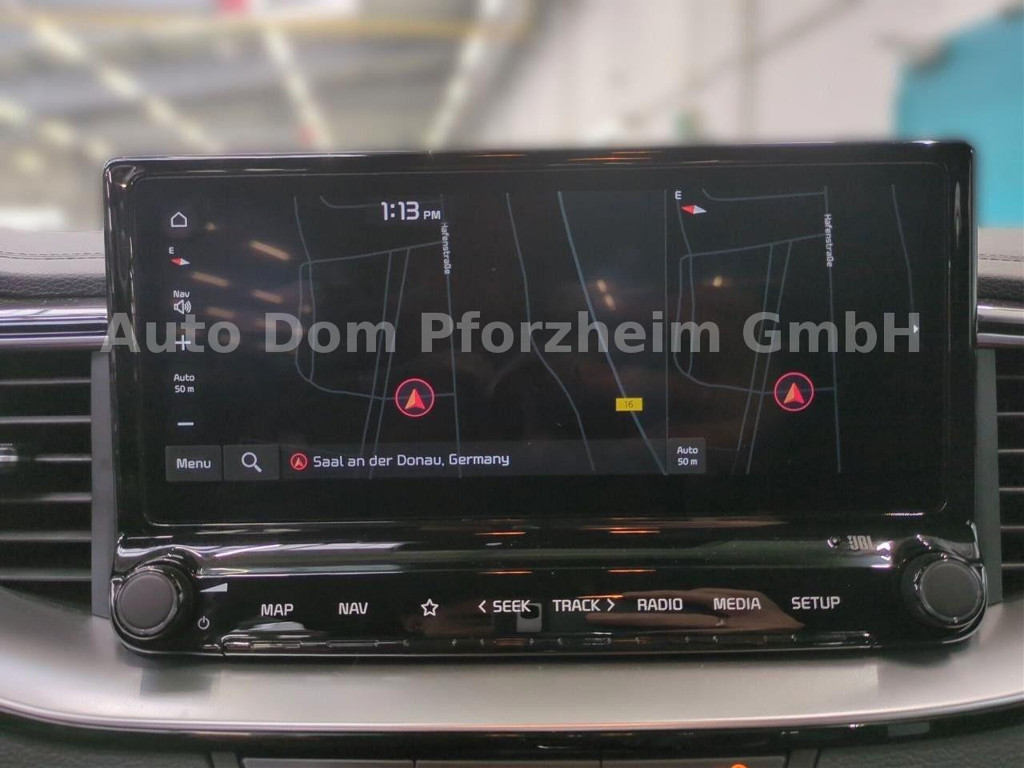 1:13 PM
E
E
Hafenstraße
Hafenstraße
Nav
Auto Dom Pforzheim GmbH
+
Auto
50 m
16
−
Menu
Saal an der Donau, Germany
Auto
50 m
JBL
MAP NAV < SEEK TRACK > RADIO MEDIA SETUP